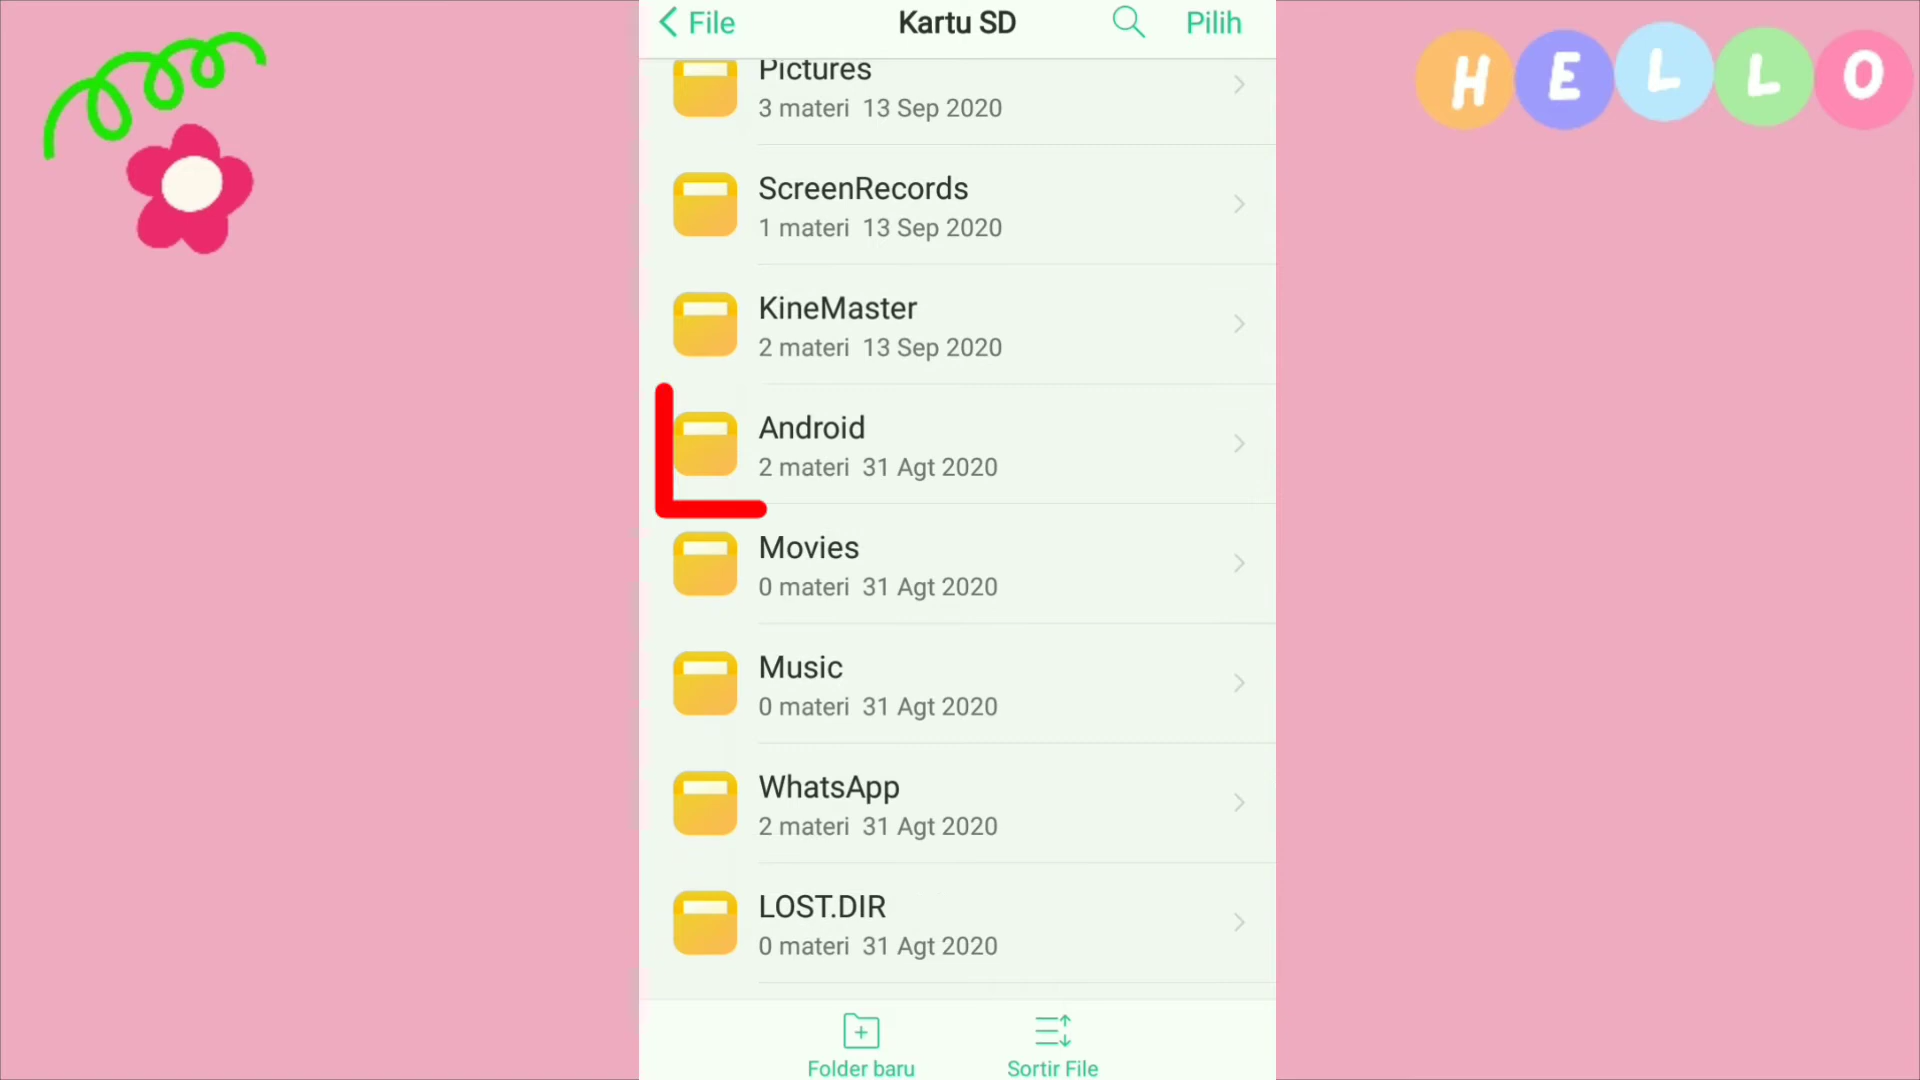 File
Kartu SD
Pilih
HELLO
Pictures
3 materi 13 Sep 2020
ScreenRecords
1 materi 13 Sep 2020
KineMaster
2 materi 13 Sep 2020
Android
2 materi 31 Agt 2020
Movies
0 materi 31 Agt 2020
Music
0 materi 31 Agt 2020
WhatsApp
2 materi 31 Agt 2020
LOST.DIR
0 materi 31 Agt 2020
Folder baru
Sortir File